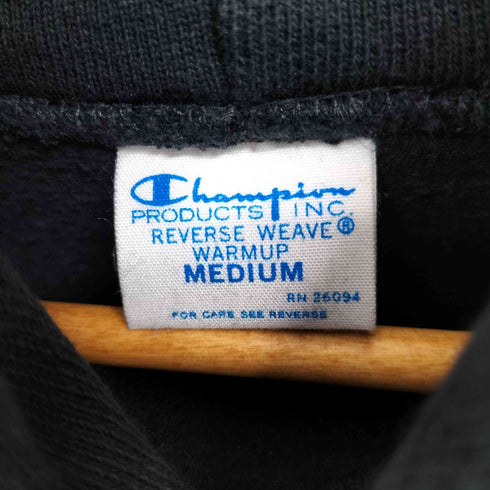 Champion
PRODUCTS INC.
REVERSE WEAVE®
WARMUP
MEDIUM
RN 26094
FOR CARE SEE REVERSE